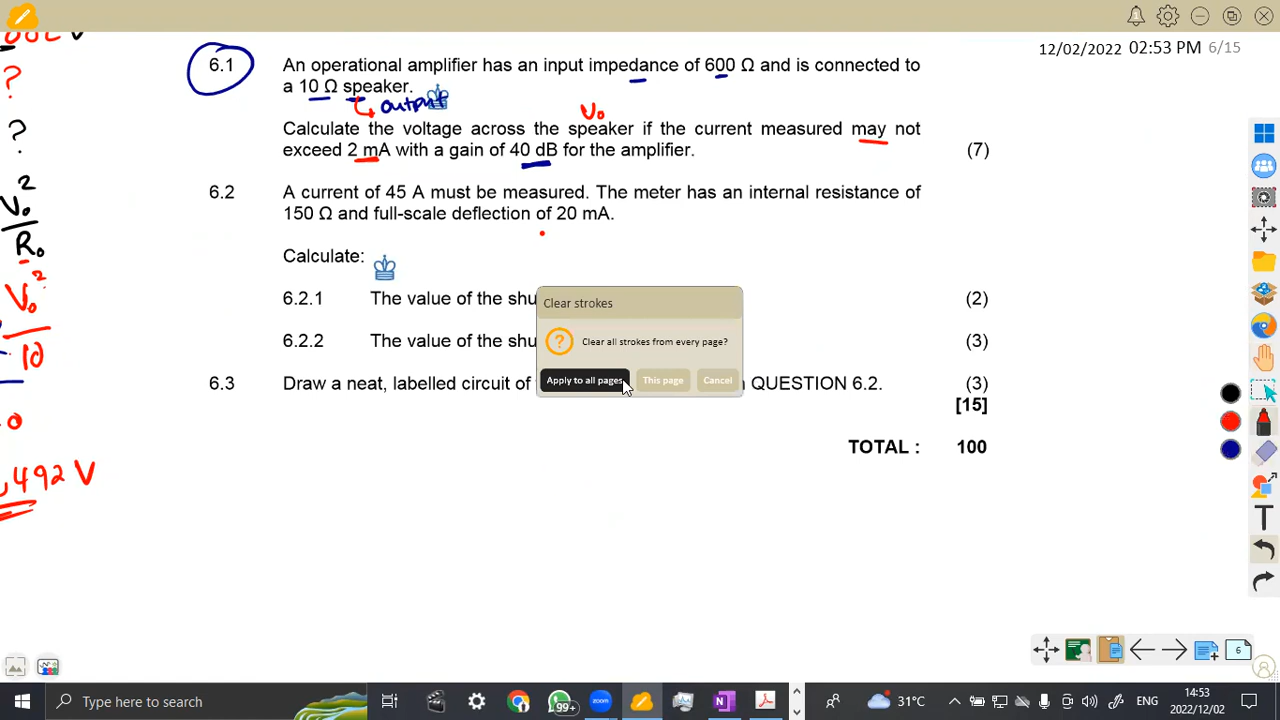 12/02/2022 02:53 PM 6/15
?
?
V₀²
R₀
V₀²
10
492 V
6.1 An operational amplifier has an input impedance of 600 Ω and is connected to
a 10 Ω speaker.
output
V₀
Calculate the voltage across the speaker if the current measured may not
exceed 2 mA with a gain of 40 dB for the amplifier. (7)
6.2 A current of 45 A must be measured. The meter has an internal resistance of
150 Ω and full-scale deflection of 20 mA.
Calculate:
6.2.1 The value of the shu (2)
6.2.2 The value of the shu (3)
6.3 Draw a neat, labelled circuit of QUESTION 6.2. (3)
[15]
TOTAL : 100
Clear strokes
? Clear all strokes from every page?
Apply to all pages This page Cancel
T
6
Type here to search
99+
31°C
ENG
14:53
2022/12/02